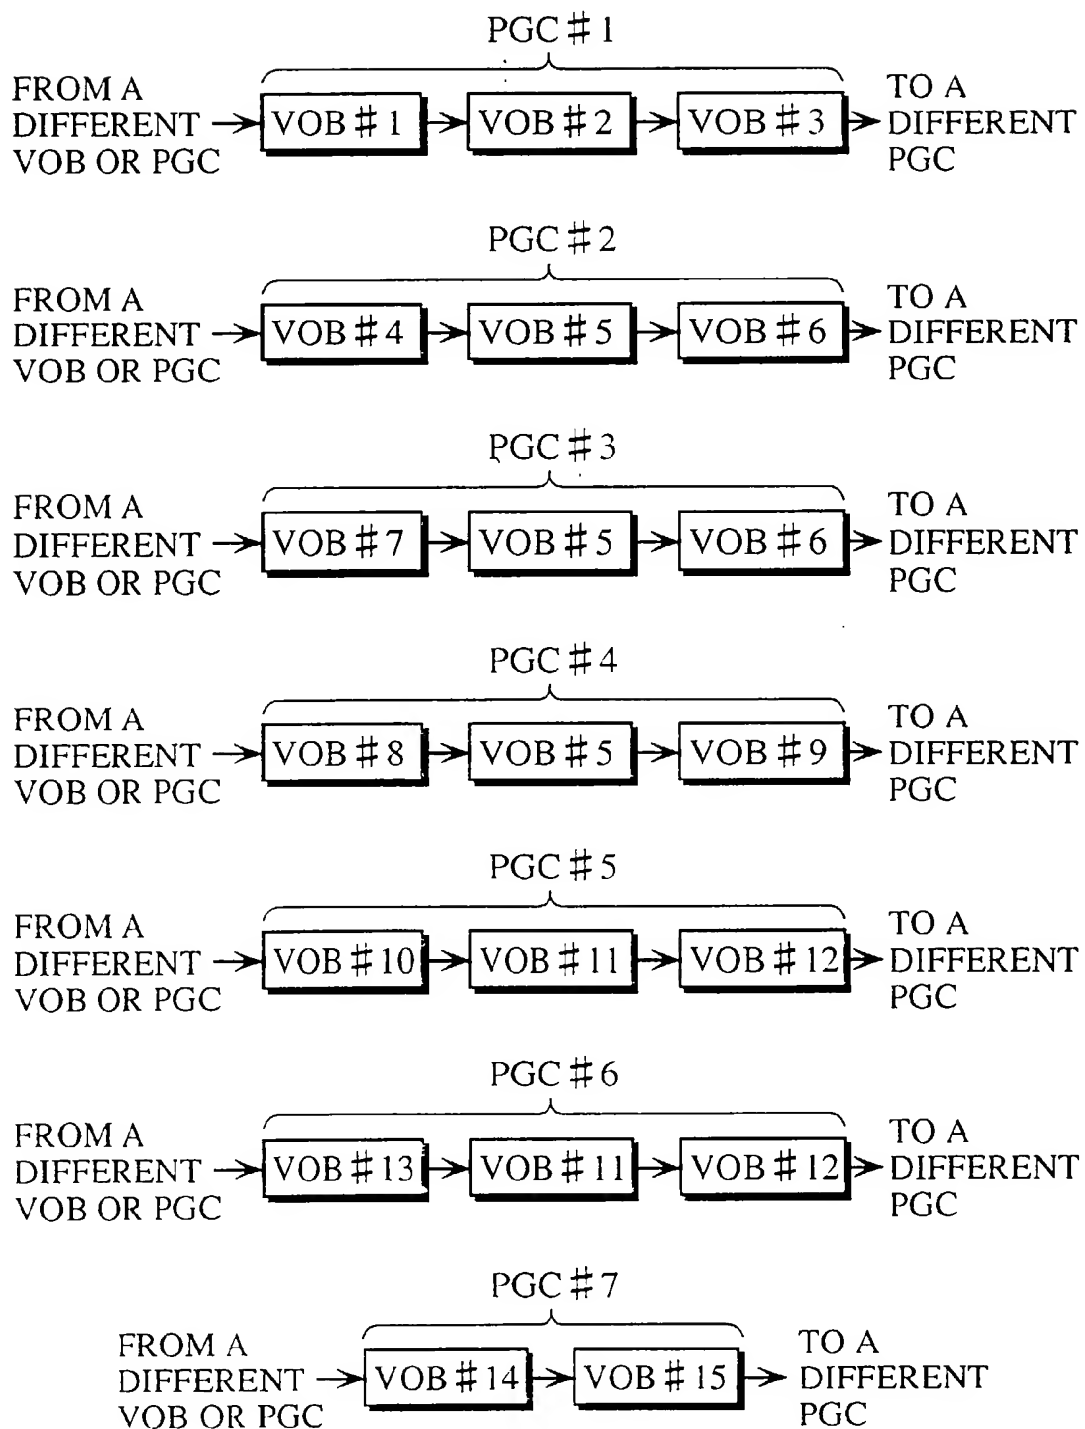 PGC # 1
FROM A
DIFFERENT
VOB OR PGC
VOB # 1
VOB # 2
VOB # 3
TO A
DIFFERENT
PGC
PGC # 2
FROM A
DIFFERENT
VOB OR PGC
VOB # 4
VOB # 5
VOB # 6
TO A
DIFFERENT
PGC
PGC # 3
FROM A
DIFFERENT
VOB OR PGC
VOB # 7
VOB # 5
VOB # 6
TO A
DIFFERENT
PGC
PGC # 4
FROM A
DIFFERENT
VOB OR PGC
VOB # 8
VOB # 5
VOB # 9
TO A
DIFFERENT
PGC
PGC # 5
FROM A
DIFFERENT
VOB OR PGC
VOB # 10
VOB # 11
VOB # 12
TO A
DIFFERENT
PGC
PGC # 6
FROM A
DIFFERENT
VOB OR PGC
VOB # 13
VOB # 11
VOB # 12
TO A
DIFFERENT
PGC
PGC # 7
FROM A
DIFFERENT
VOB OR PGC
VOB # 14
VOB # 15
TO A
DIFFERENT
PGC